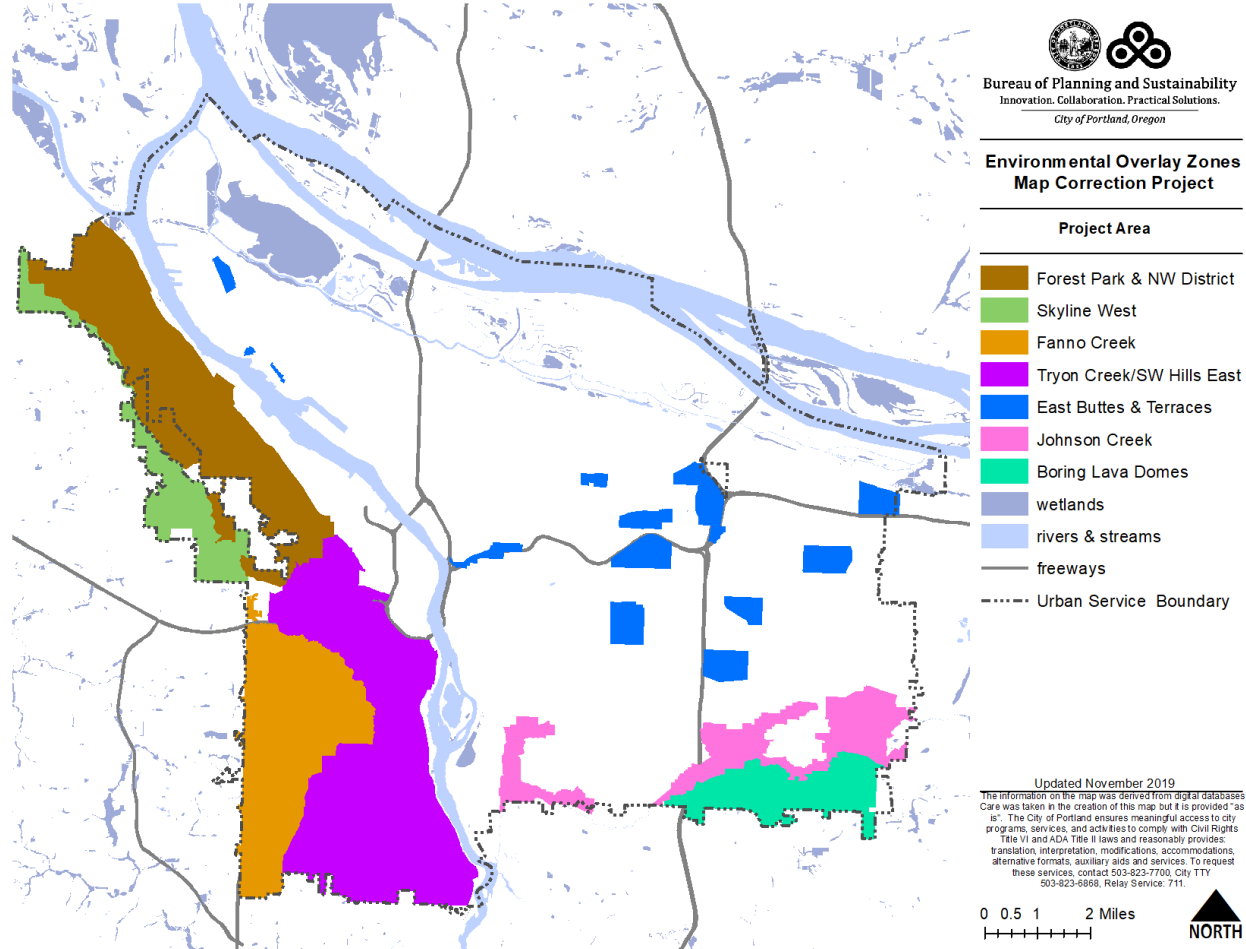 Bureau of Planning and Sustainability
Innovation. Collaboration. Practical Solutions.
City of Portland, Oregon
Environmental Overlay Zones
Map Correction Project
Project Area
Forest Park & NW District
Skyline West
Fanno Creek
Tryon Creek/SW Hills East
East Buttes & Terraces
Johnson Creek
Boring Lava Domes
wetlands
rivers & streams
freeways
Urban Service Boundary
Updated November 2019
The information on the map was derived from digital databases
Care was taken in the creation of this map but it is provided "as
is". The City of Portland ensures meaningful access to city
programs, services, and activities to comply with Civil Rights
Title VI and ADA Title II laws and reasonably provides:
translation, interpretation, modifications, accommodations,
alternative formats, auxiliary aids and services. To request
these services, contact 503-823-7700, City TTY
503-823-6868, Relay Service: 711.
0 0.5 1 2 Miles
NORTH